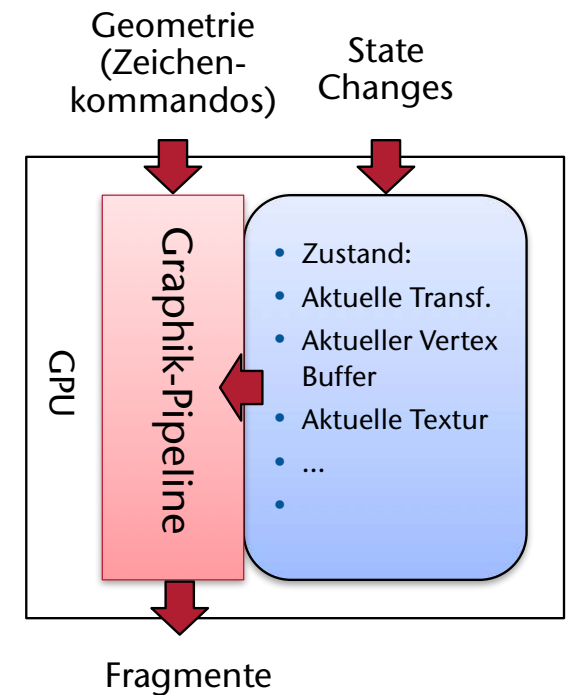 Geometrie
(Zeichen-
kommandos)
State
Changes
GPU
Graphik-Pipeline
• Zustand:
• Aktuelle Transf.
• Aktueller Vertex
Buffer
• Aktuelle Textur
• ...
•
Fragmente